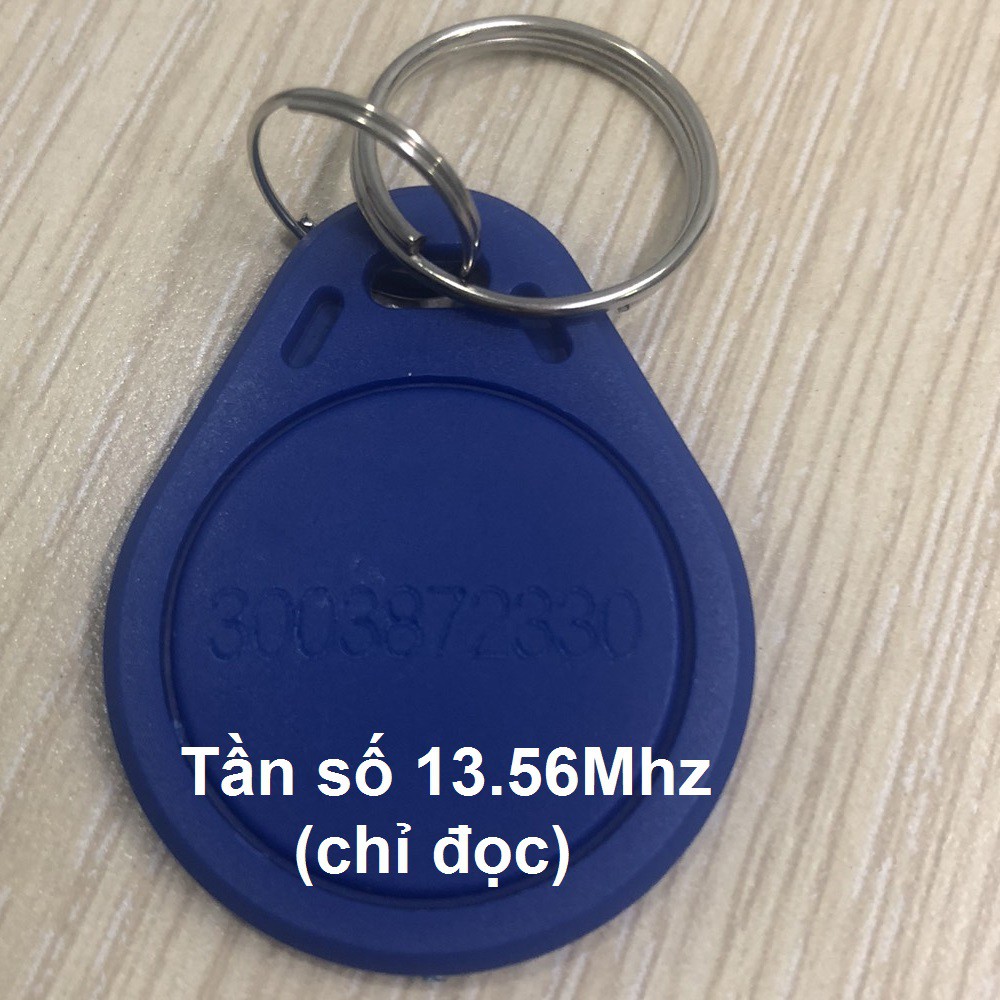 3003872330
Tần số 13.56Mhz
(chỉ đọc)